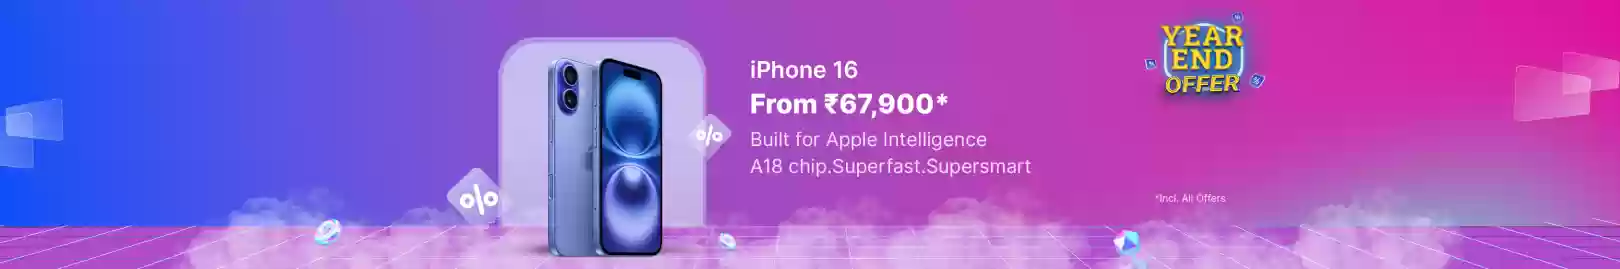 iPhone 16
From ₹67,900*
Built for Apple Intelligence
A18 chip.Superfast.Supersmart
YEAR
END
OFFER
*Incl. All Offers
%
%